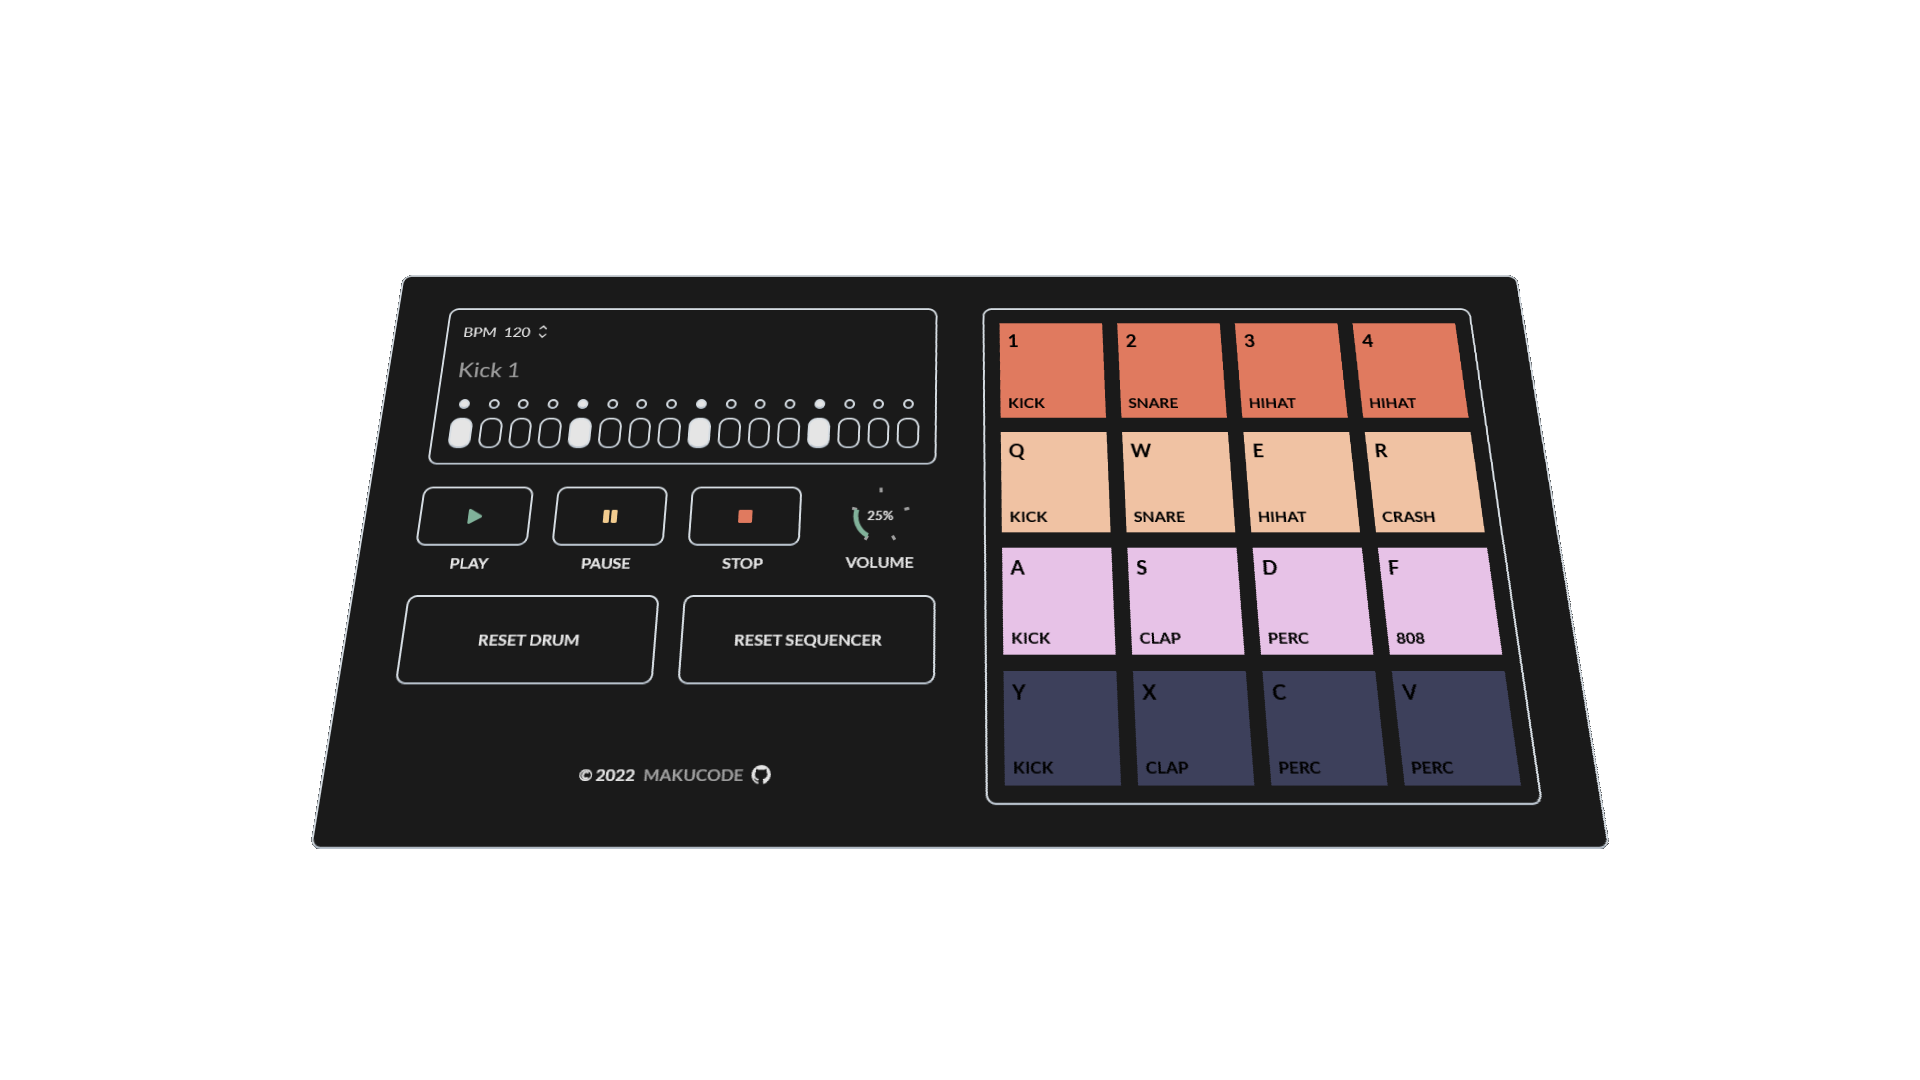 BPM 120
Kick 1
25%
PLAY PAUSE STOP VOLUME
RESET DRUM RESET SEQUENCER
© 2022 MAKUCODE
1 2 3 4
KICK SNARE HIHAT HIHAT
Q W E R
KICK SNARE HIHAT CRASH
A S D F
KICK CLAP PERC 808
Y X C V
KICK CLAP PERC PERC